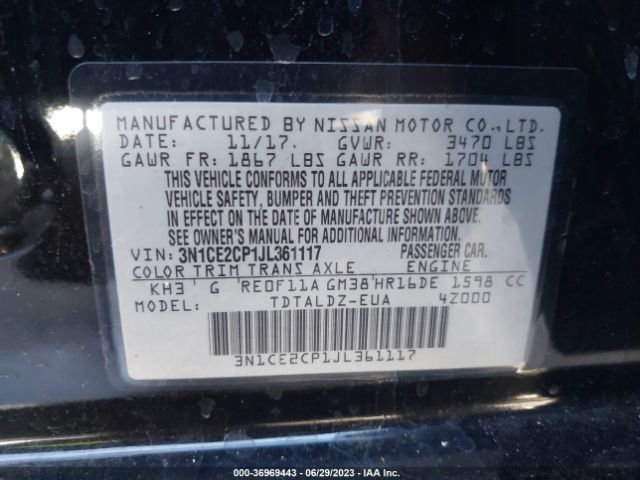 MANUFACTURED BY NISSAN MOTOR CO.,LTD.
DATE: 11/17. GVWR: 3470 LBS
GAWR FR: 1867 LBS GAWR RR: 1704 LBS
THIS VEHICLE CONFORMS TO ALL APPLICABLE FEDERAL MOTOR
VEHICLE SAFETY, BUMPER AND THEFT PREVENTION STANDARDS
IN EFFECT ON THE DATE OF MANUFACTURE SHOWN ABOVE.
SEE OWNER'S MANUAL FOR ADDITIONAL INFORMATION.
VIN: 3N1CE2CP1JL361117 PASSENGER CAR.
COLOR TRIM TRANS AXLE ENGINE
KH3 G RE0F11A GM38 HR16DE 1598 CC
MODEL: TDTALDZ-EUA 4Z000
3N1CE2CP1JL361117
000-36969443 - 06/29/2023 - IAA Inc.